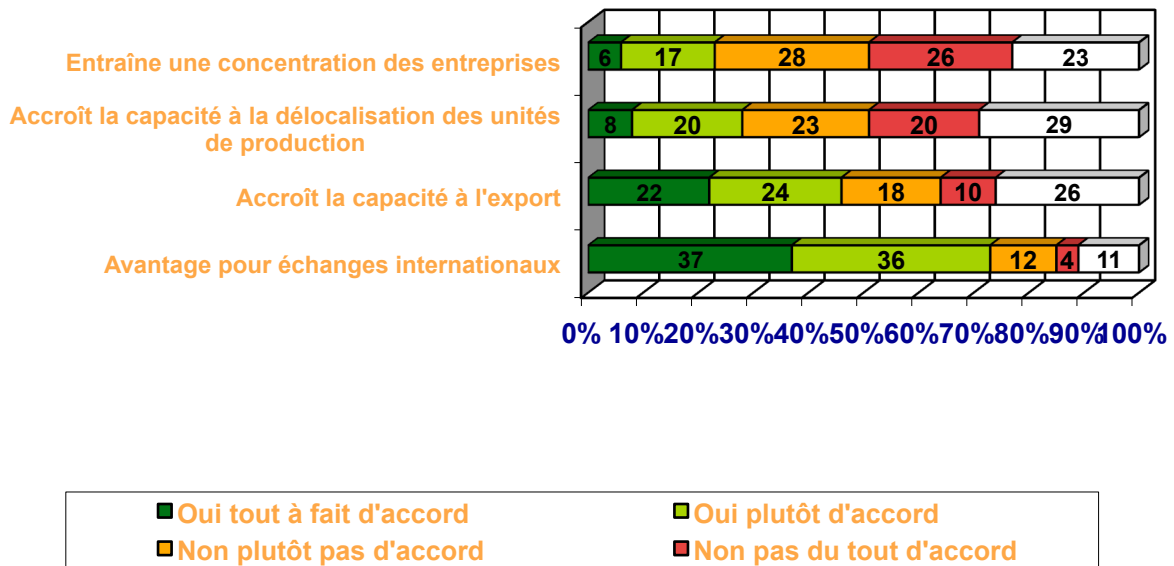 Entraîne une concentration des entreprises
6 17 28 26 23
Accroît la capacité à la délocalisation des unités
de production
8 20 23 20 29
Accroît la capacité à l'export
22 24 18 10 26
Avantage pour échanges internationaux
37 36 12 4 11
0% 10% 20% 30% 40% 50% 60% 70% 80% 90% 100%
Oui tout à fait d'accord Oui plutôt d'accord
Non plutôt pas d'accord Non pas du tout d'accord